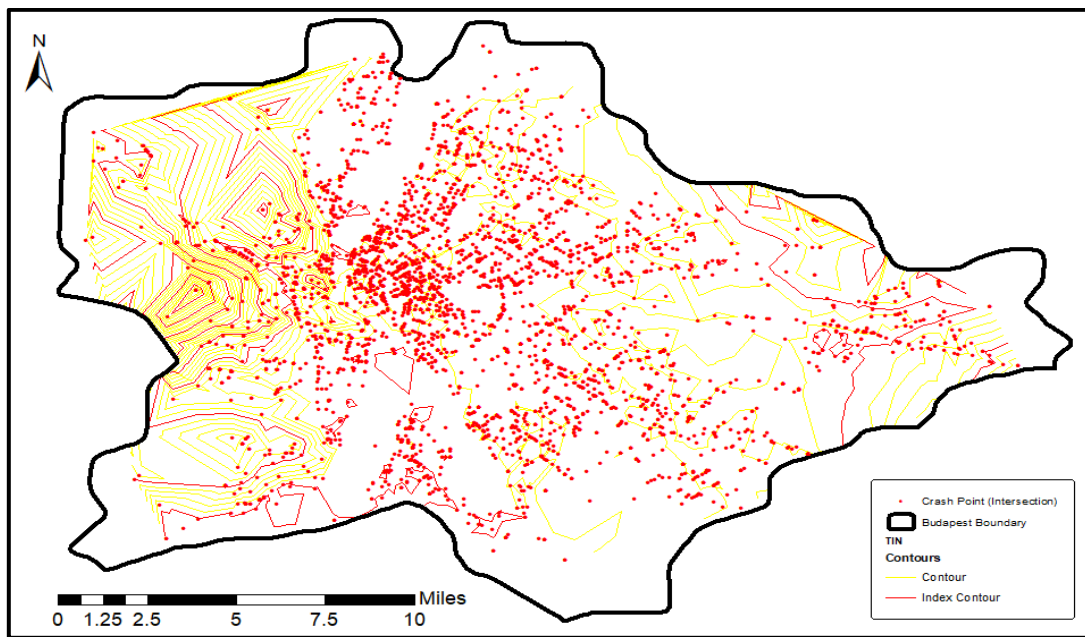 N
Crash Point (Intersection)
Budapest Boundary
TIN
Contours
Contour
Index Contour
Miles
0 1.25 2.5 5 7.5 10